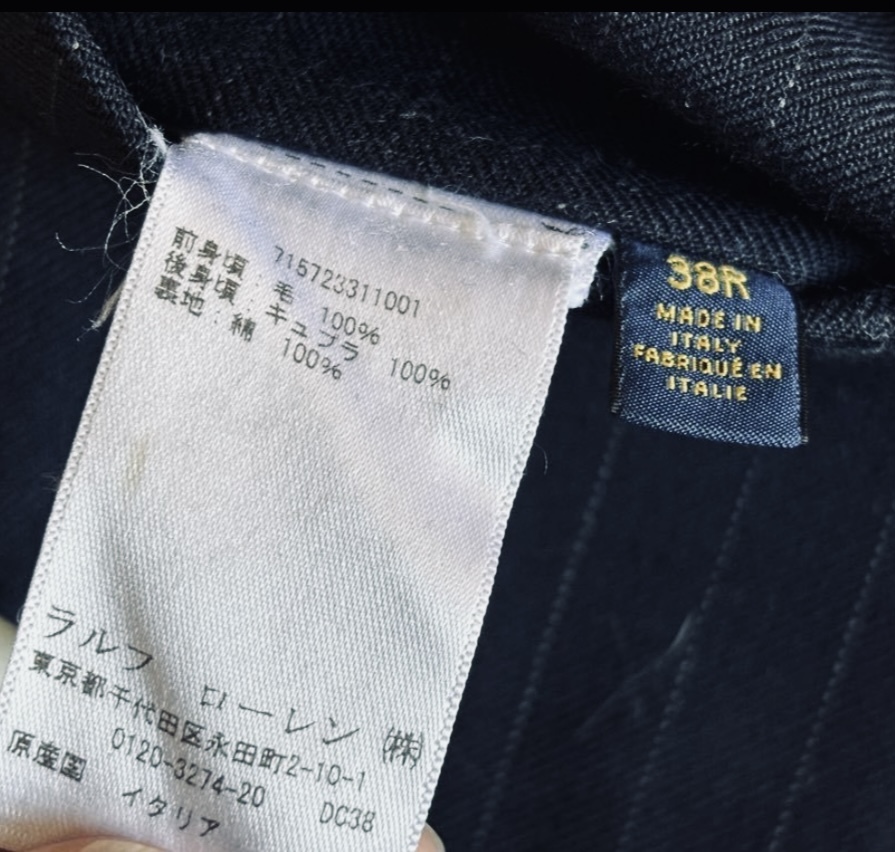 715723311001
前身頃:毛 100%
後身頃:キュプラ 100%
裏地:綿 100%
ラルフ ローレン (株)
東京都千代田区永田町2-10-1
0120-3274-20
原産国 イタリア DC38
38R
MADE IN
ITALY
FABRIQUÉ EN
ITALIE